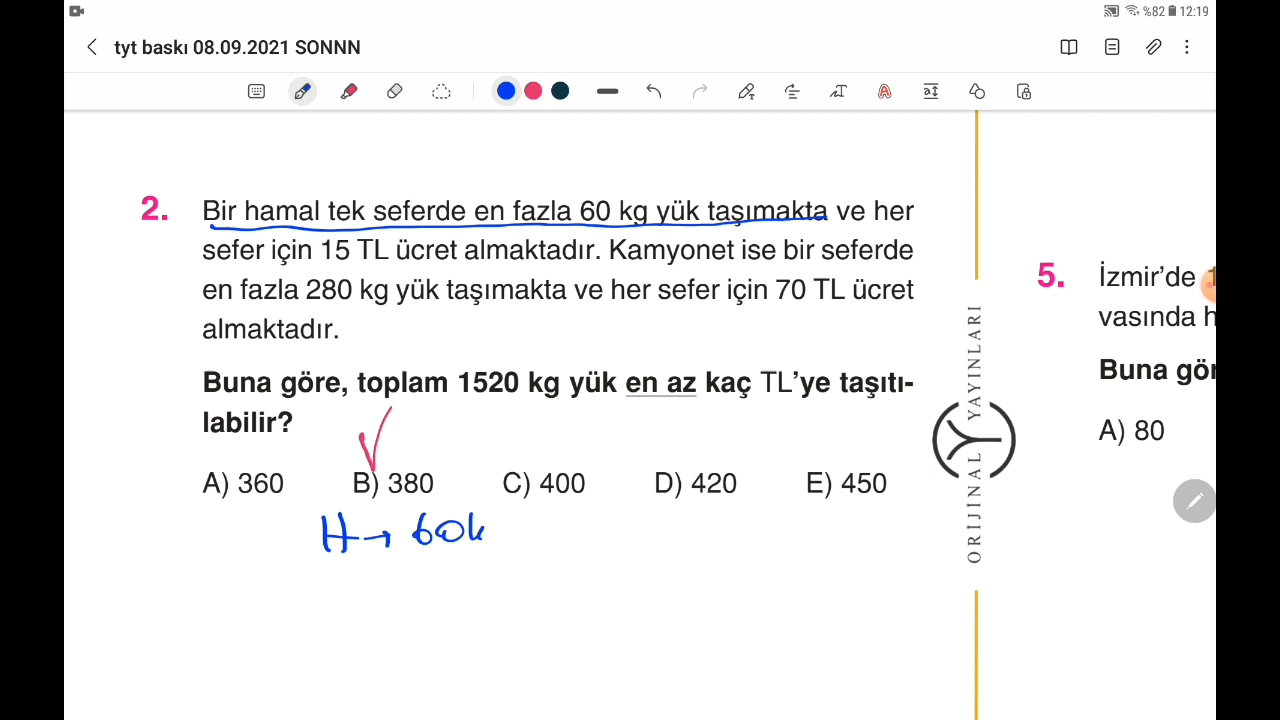 %82 12:19
tyt baskı 08.09.2021 SONNN
2. Bir hamal tek seferde en fazla 60 kg yük taşımakta ve her
sefer için 15 TL ücret almaktadır. Kamyonet ise bir seferde
en fazla 280 kg yük taşımakta ve her sefer için 70 TL ücret
almaktadır.
Buna göre, toplam 1520 kg yük en az kaç TL’ye taşıtı-
labilir?
A) 360 B) 380 C) 400 D) 420 E) 450
H → 60k
ORIJINAL YAYINLARI
5. İzmir’de
vasında h
Buna gör
A) 80